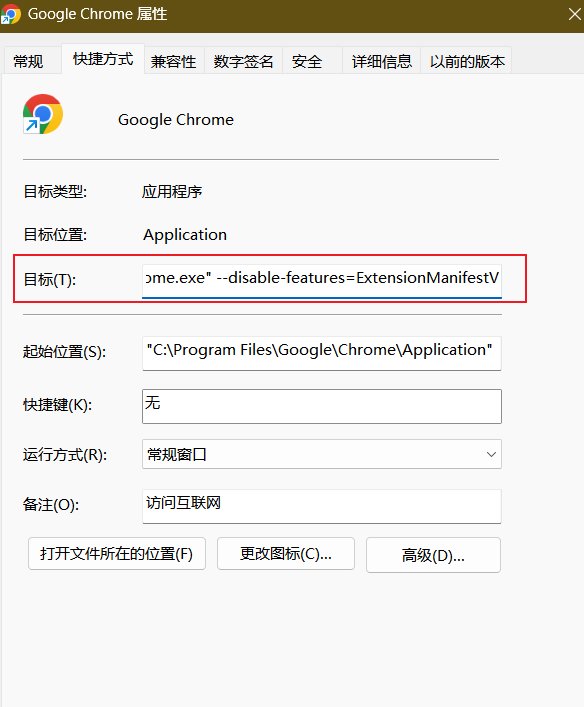 Google Chrome 属性
常规 快捷方式 兼容性 数字签名 安全 详细信息 以前的版本
Google Chrome
目标类型: 应用程序
目标位置: Application
目标(T): ome.exe" --disable-features=ExtensionManifestV
起始位置(S): "C:\Program Files\Google\Chrome\Application"
快捷键(K): 无
运行方式(R): 常规窗口
备注(O): 访问互联网
打开文件所在的位置(F) 更改图标(C)... 高级(D)...